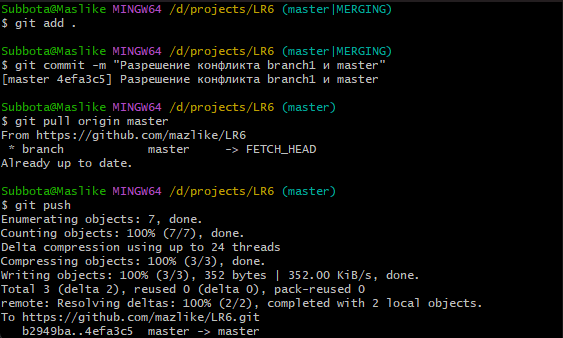 Subbota@Maslike MINGW64 /d/projects/LR6 (master|MERGING)
$ git add .
Subbota@Maslike MINGW64 /d/projects/LR6 (master|MERGING)
$ git commit -m "Разрешение конфликта branch1 и master"
[master 4efa3c5] Разрешение конфликта branch1 и master
Subbota@Maslike MINGW64 /d/projects/LR6 (master)
$ git pull origin master
From https://github.com/mazlike/LR6
 * branch            master     -> FETCH_HEAD
Already up to date.
Subbota@Maslike MINGW64 /d/projects/LR6 (master)
$ git push
Enumerating objects: 7, done.
Counting objects: 100% (7/7), done.
Delta compression using up to 24 threads
Compressing objects: 100% (3/3), done.
Writing objects: 100% (3/3), 352 bytes | 352.00 KiB/s, done.
Total 3 (delta 2), reused 0 (delta 0), pack-reused 0
remote: Resolving deltas: 100% (2/2), completed with 2 local objects.
To https://github.com/mazlike/LR6.git
   b2949ba..4efa3c5  master -> master